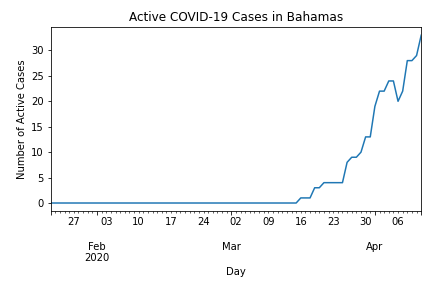 Active COVID-19 Cases in Bahamas
Number of Active Cases
30
25
20
15
10
5
0
27 03 10 17 24 02 09 16 23 30 06
Feb Mar Apr
2020
Day